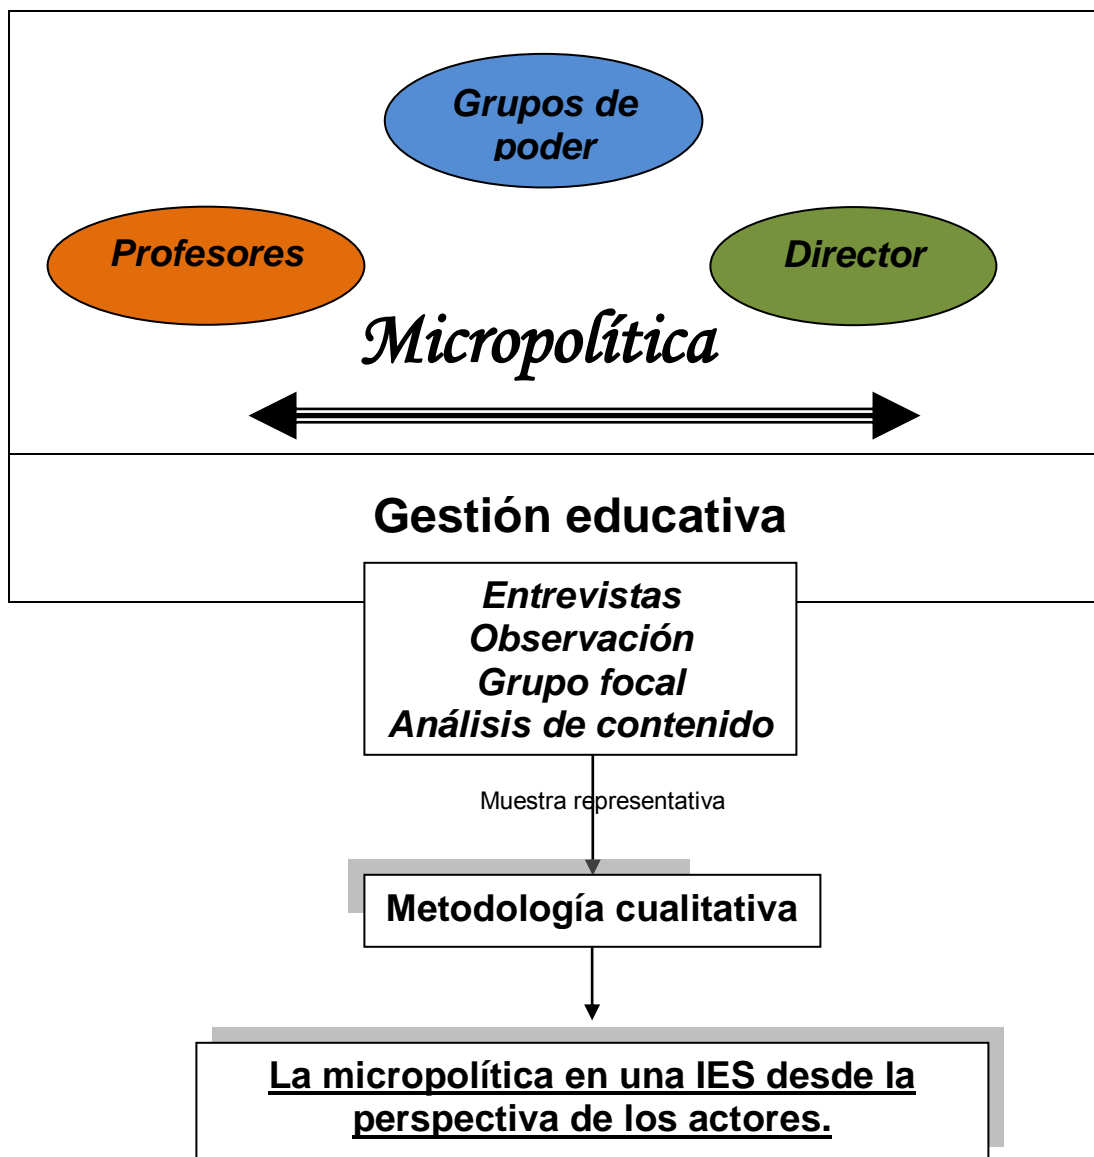 Grupos de
poder
Profesores
Director
Micropolítica
Gestión educativa
Entrevistas
Observación
Grupo focal
Análisis de contenido
Muestra representativa
Metodología cualitativa
La micropolítica en una IES desde la
perspectiva de los actores.